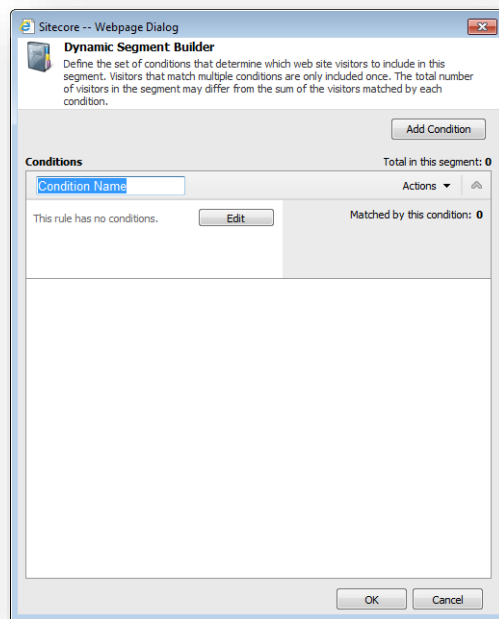 Sitecore -- Webpage Dialog
Dynamic Segment Builder
Define the set of conditions that determine which web site visitors to include in this
segment. Visitors that match multiple conditions are only included once. The total number
of visitors in the segment may differ from the sum of the visitors matched by each
condition.
Add Condition
Conditions Total in this segment: 0
Condition Name Actions
This rule has no conditions. Edit Matched by this condition: 0
OK Cancel